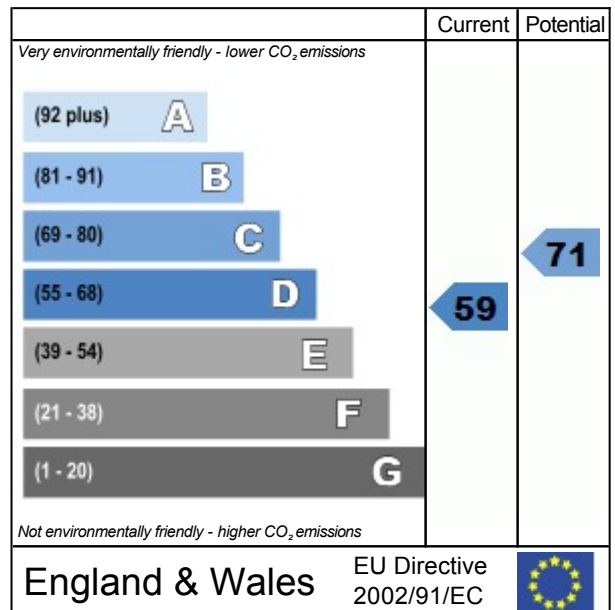 Current Potential
Very environmentally friendly - lower CO₂ emissions
(92 plus) A
(81 - 91) B
(69 - 80) C
71
(55 - 68) D
59
(39 - 54) E
(21 - 38) F
(1 - 20) G
Not environmentally friendly - higher CO₂ emissions
England & Wales
EU Directive
2002/91/EC